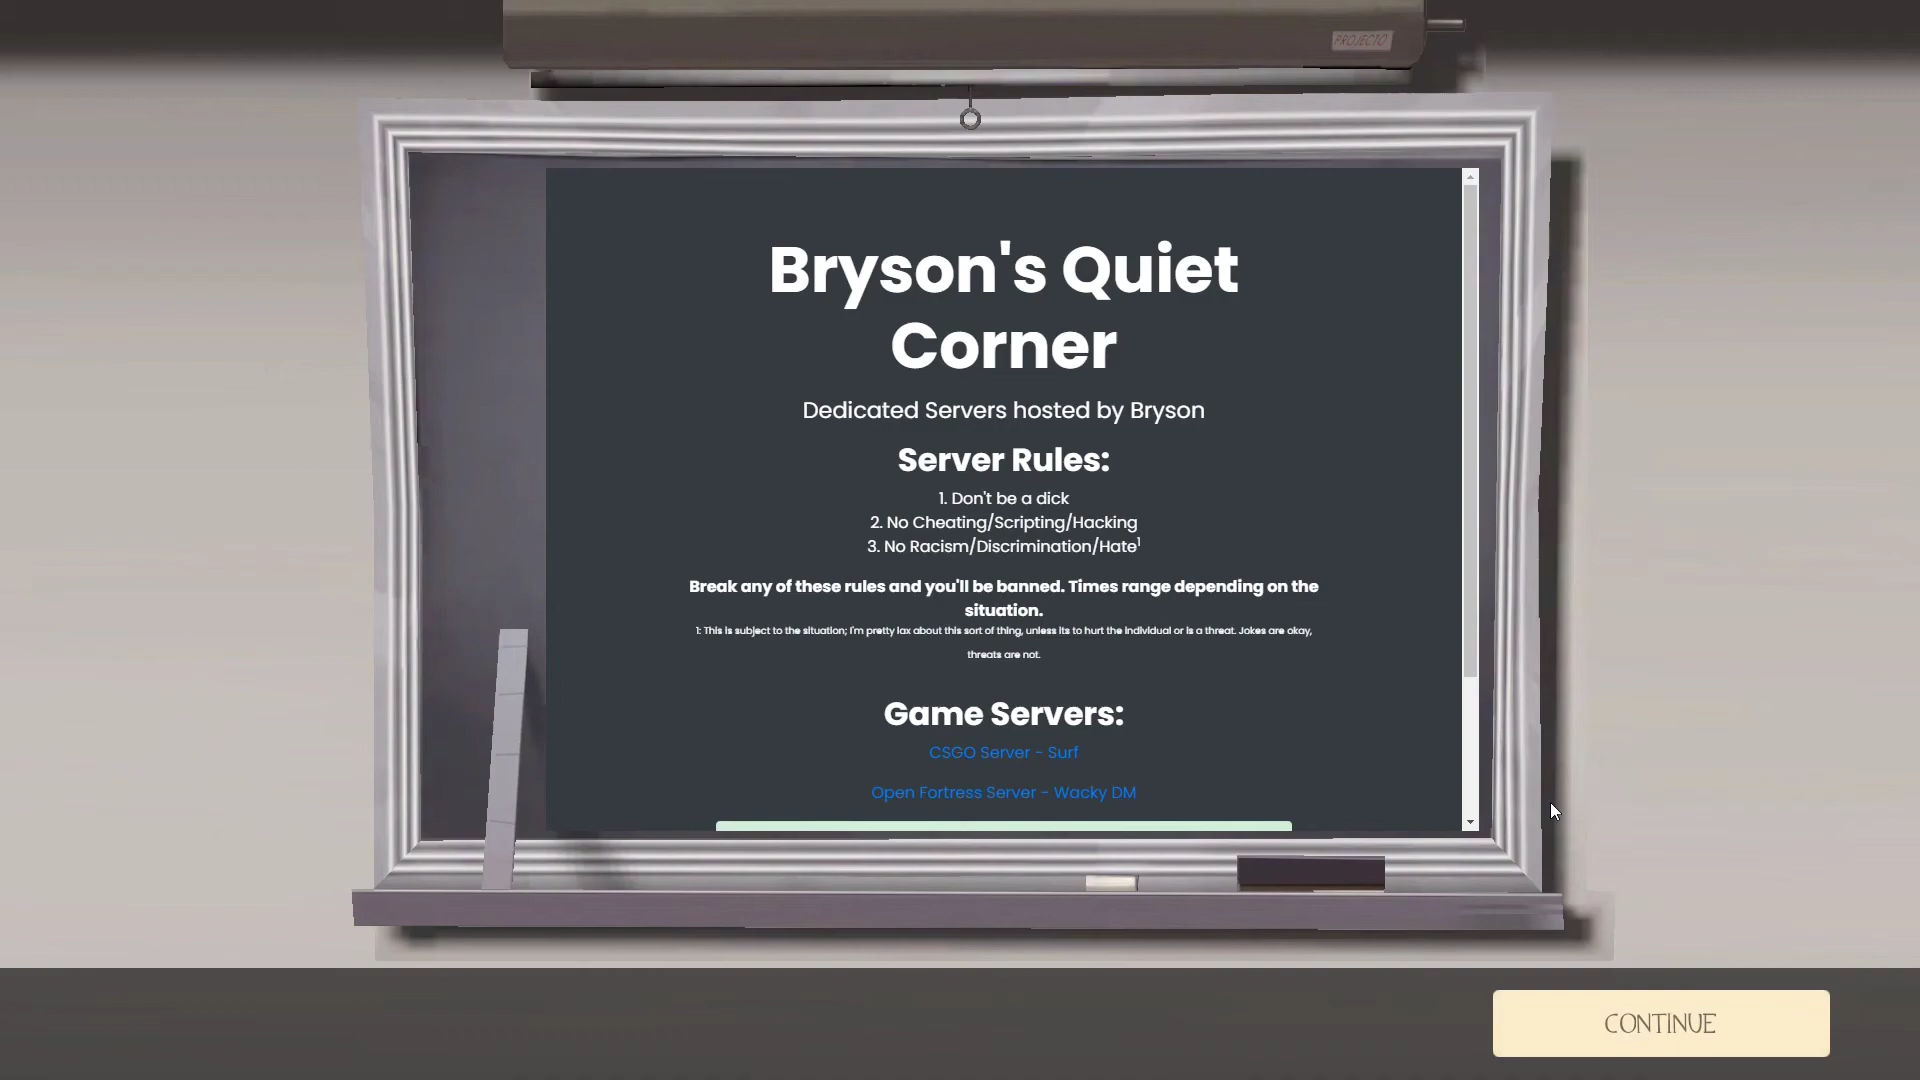 PROJECTO
Bryson's Quiet
Corner
Dedicated Servers hosted by Bryson
Server Rules:
1. Don't be a dick
2. No Cheating/Scripting/Hacking
3. No Racism/Discrimination/Hate¹
Break any of these rules and you'll be banned. Times range depending on the
situation.
1: This is subject to the situation; I'm pretty lax about this sort of thing, unless its to hurt the individual or is a threat. Jokes are okay,
threats are not.
Game Servers:
CSGO Server - Surf
Open Fortress Server - Wacky DM
CONTINUE